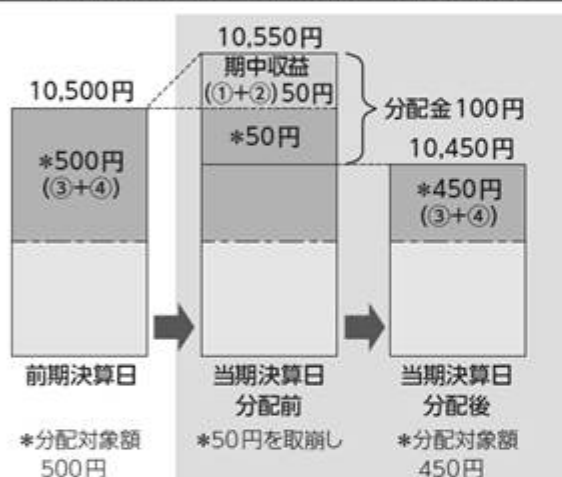 10,500円
*500円
(③+④)
前期決算日
*分配対象額
500円
10,550円
期中収益
(①+②)50円
*50円
分配金100円
当期決算日
分配前
*50円を取崩し
10,450円
*450円
(③+④)
当期決算日
分配後
*分配対象額
450円